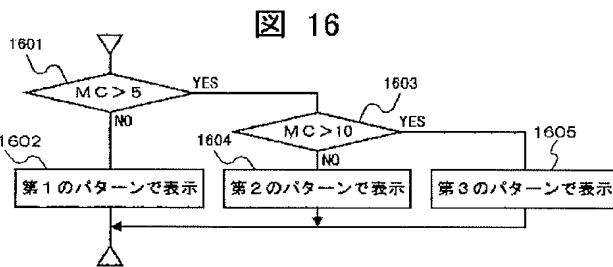 図 16
1601
MC>5
YES
NO
1603
MC>10
YES
NO
1602
第1のパターンで表示
1604
第2のパターンで表示
1605
第3のパターンで表示